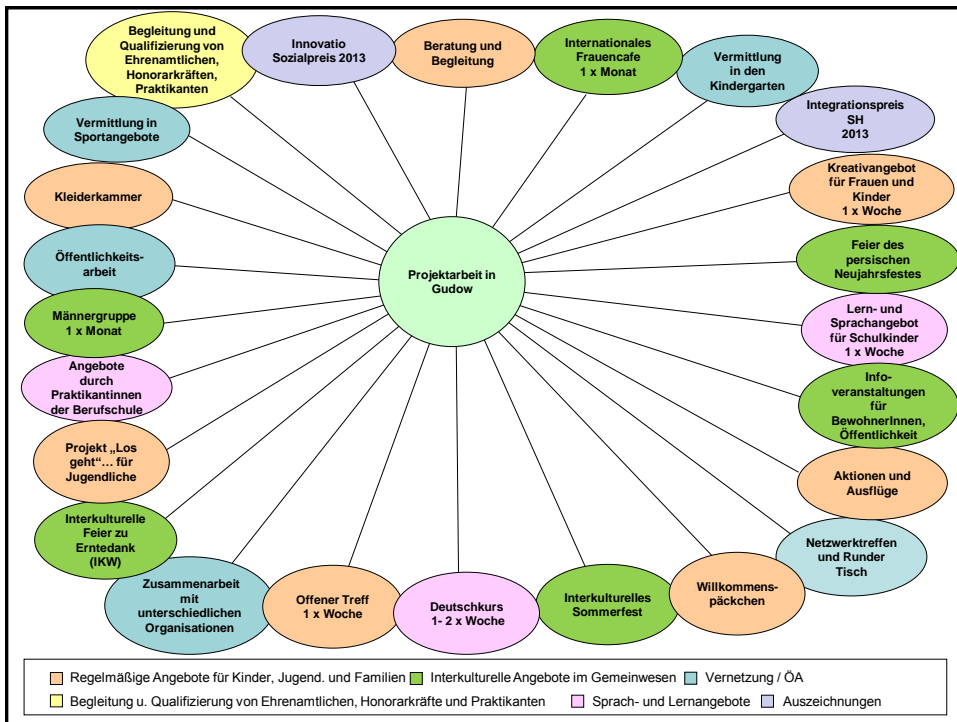 Begleitung und
Qualifizierung von
Ehrenamtlichen,
Honorarkräften,
Praktikanten
Innovatio
Sozialpreis 2013
Beratung und
Begleitung
Internationales
Frauencafe
1 x Monat
Vermittlung
in den
Kindergarten
Integrationspreis
SH
2013
Kreativangebot
für Frauen und
Kinder
1 x Woche
Feier des
persischen
Neujahrsfestes
Lern- und
Sprachangebot
für Schulkinder
1 x Woche
Info-
veranstaltungen
für
BewohnerInnen,
Öffentlichkeit
Aktionen und
Ausflüge
Netzwerktreffen
und Runder
Tisch
Willkommens-
päckchen
Interkulturelles
Sommerfest
Deutschkurs
1- 2 x Woche
Offener Treff
1 x Woche
Zusammenarbeit
mit
unterschiedlichen
Organisationen
Interkulturelle
Feier zu
Erntedank
(IKW)
Projekt „Los
geht“... für
Jugendliche
Angebote
durch
Praktikantinnen
der Berufschule
Männergruppe
1 x Monat
Öffentlichkeits-
arbeit
Kleiderkammer
Vermittlung in
Sportangebote
Projektarbeit in
Gudow
Regelmäßige Angebote für Kinder, Jugend. und Familien Interkulturelle Angebote im Gemeinwesen Vernetzung / ÖA
Begleitung u. Qualifizierung von Ehrenamtlichen, Honorarkräfte und Praktikanten Sprach- und Lernangebote Auszeichnungen